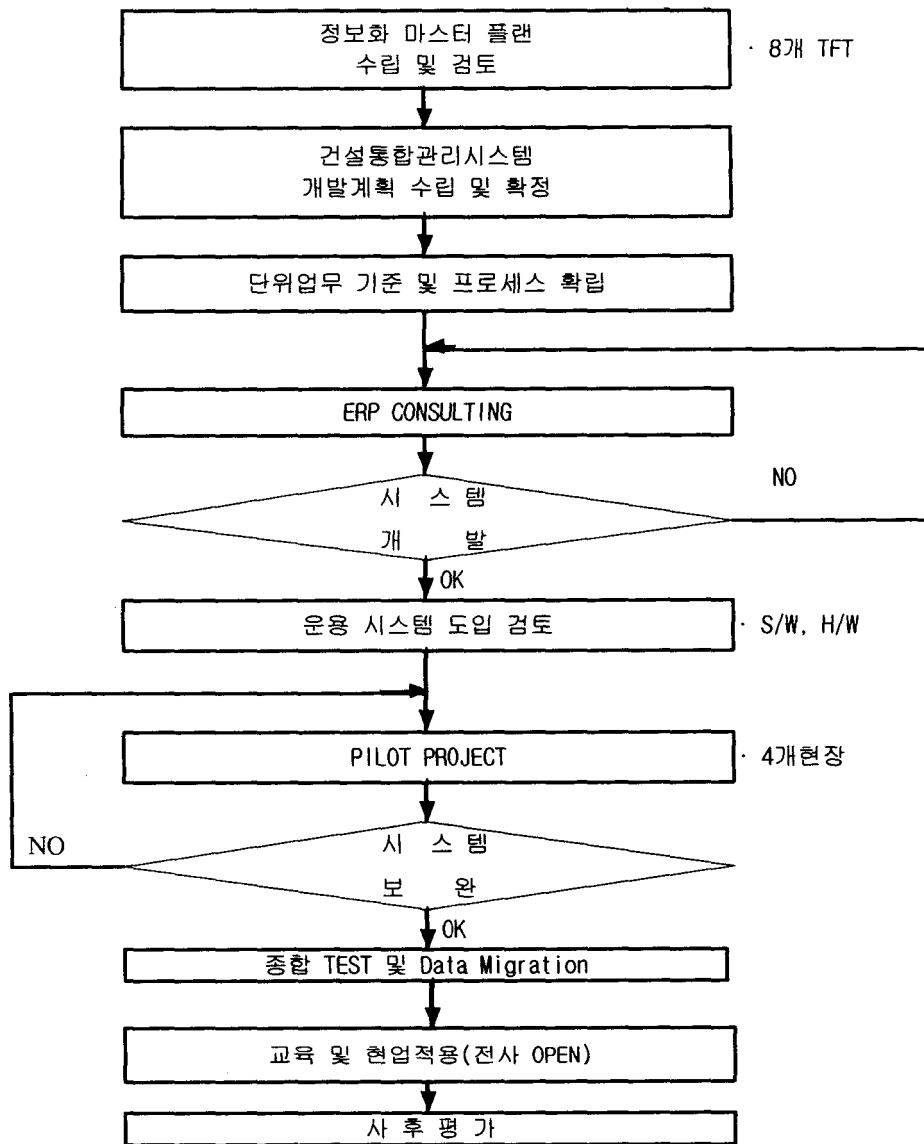 정보화 마스터 플랜
수립 및 검토
· 8개 TFT
건설통합관리시스템
개발계획 수립 및 확정
단위업무 기준 및 프로세스 확립
ERP CONSULTING
시 스템
개 발
NO
OK
운용 시스템 도입 검토
· S/W, H/W
PILOT PROJECT
· 4개현장
시 스템
보 완
NO
OK
종합 TEST 및 Data Migration
교육 및 현업적용(전사 OPEN)
사 후 평 가